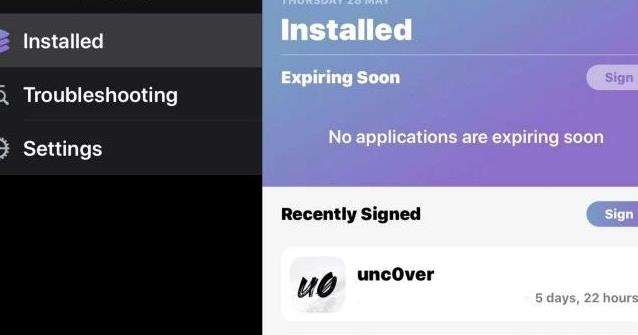 THURSDAY 28 MAY
Installed
Troubleshooting
Settings
Installed
Expiring Soon
Sign
No applications are expiring soon
Recently Signed
Sign
u0
unc0ver
5 days, 22 hours